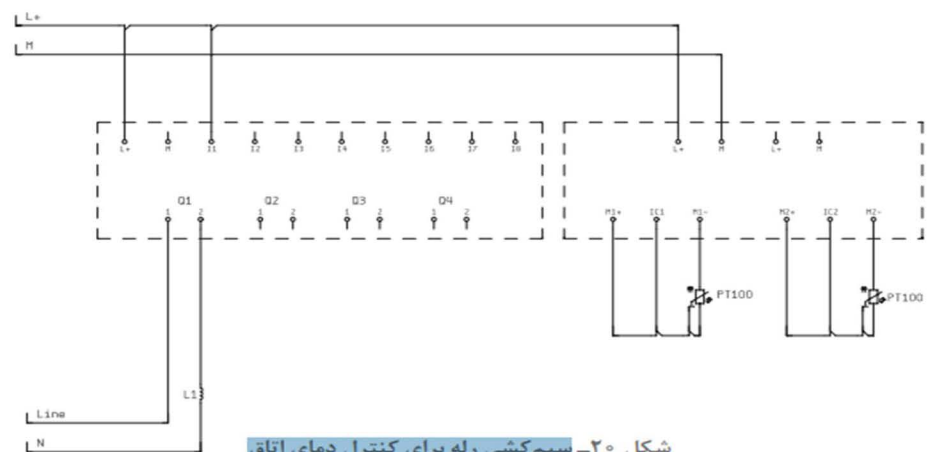 L+
M
L+ M I1 I2 I3 I4 I5 I6 I7 I8 L+ M L+ M
Q1 Q2 Q3 Q4 M1+ IC1 M1- M2+ IC2 M2-
1 2 1 2 1 2 1 2
PT100 PT100
L1
Line
N
شکل ۲۰_ سیم‌کشی رله برای کنترل دمای اتاق